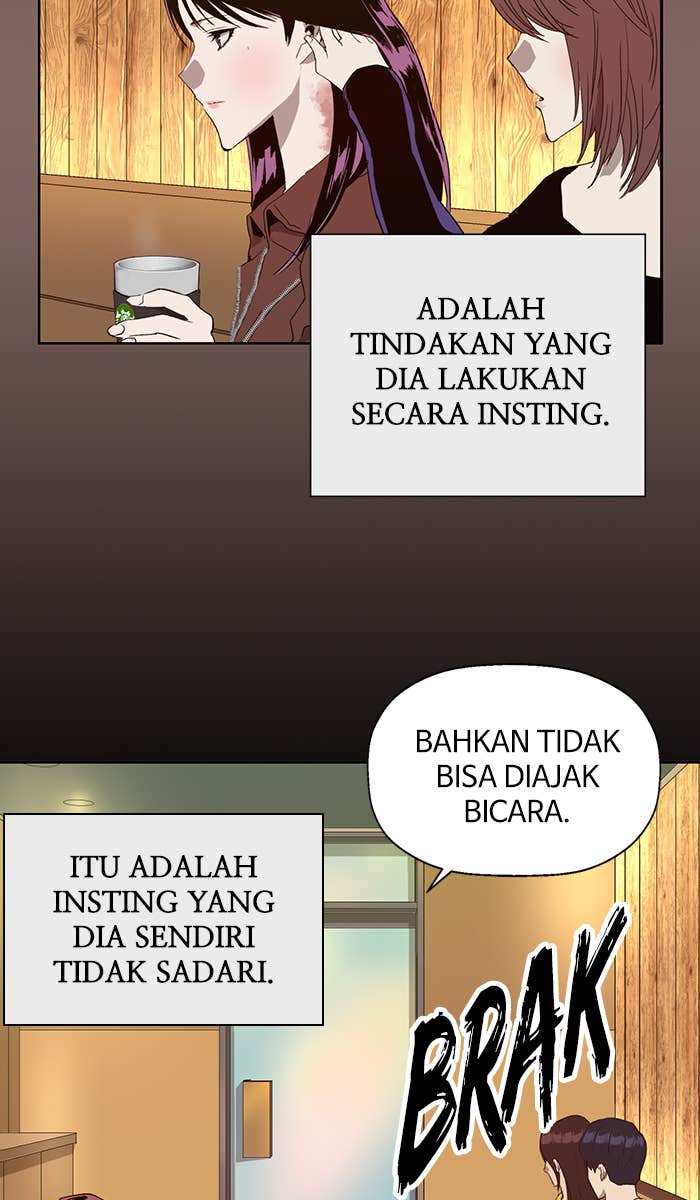 ADALAH
TINDAKAN YANG
DIA LAKUKAN
SECARA INSTING.
BAHKAN TIDAK
BISA DIAJAK
BICARA.
ITU ADALAH
INSTING YANG
DIA SENDIRI
TIDAK SADARI.
BRAK